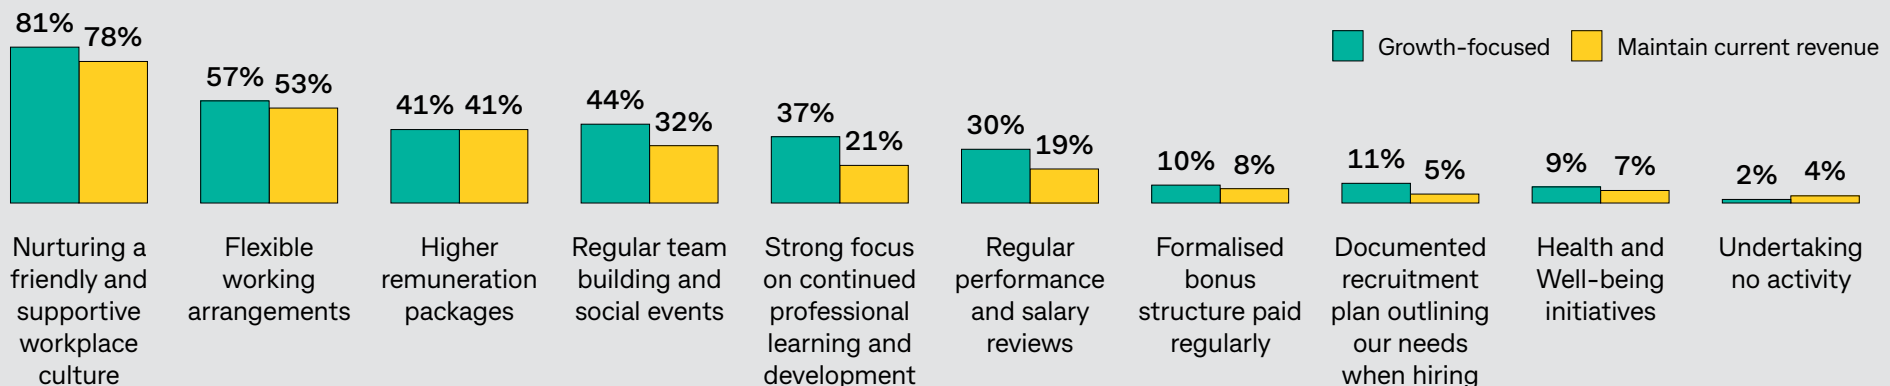 81% 78%
57% 53%
41% 41%
44% 32%
37% 21%
30% 19%
10% 8%
11% 5%
9% 7%
2% 4%
Growth-focused
Maintain current revenue
Nurturing a
friendly and
supportive
workplace
culture
Flexible
working
arrangements
Higher
remuneration
packages
Regular team
building and
social events
Strong focus
on continued
professional
learning and
development
Regular
performance
and salary
reviews
Formalised
bonus
structure paid
regularly
Documented
recruitment
plan outlining
our needs
when hiring
Health and
Well-being
initiatives
Undertaking
no activity